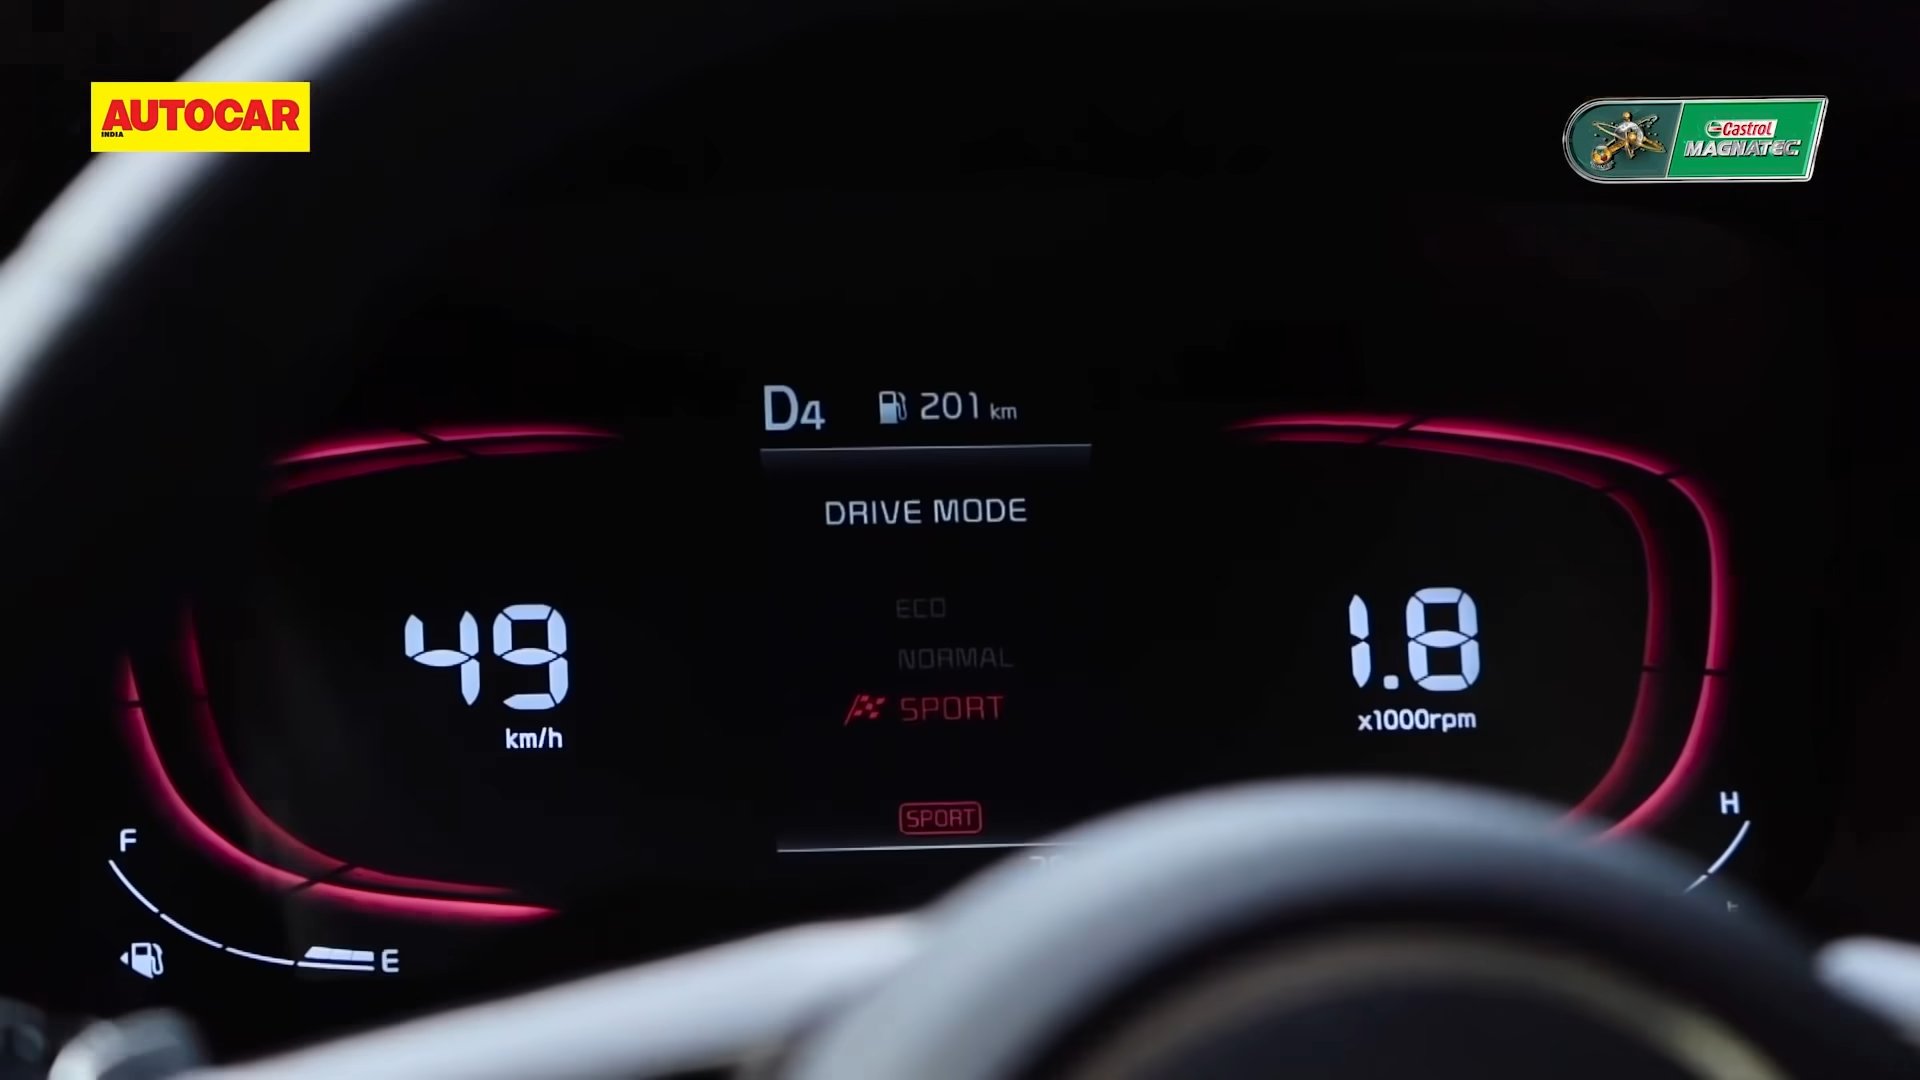 AUTOCAR
INDIA
Castrol
MAGNATEC
D4 201 km
DRIVE MODE
ECO
NORMAL
SPORT
49
km/h
1.8
x1000rpm
SPORT
F
E
H